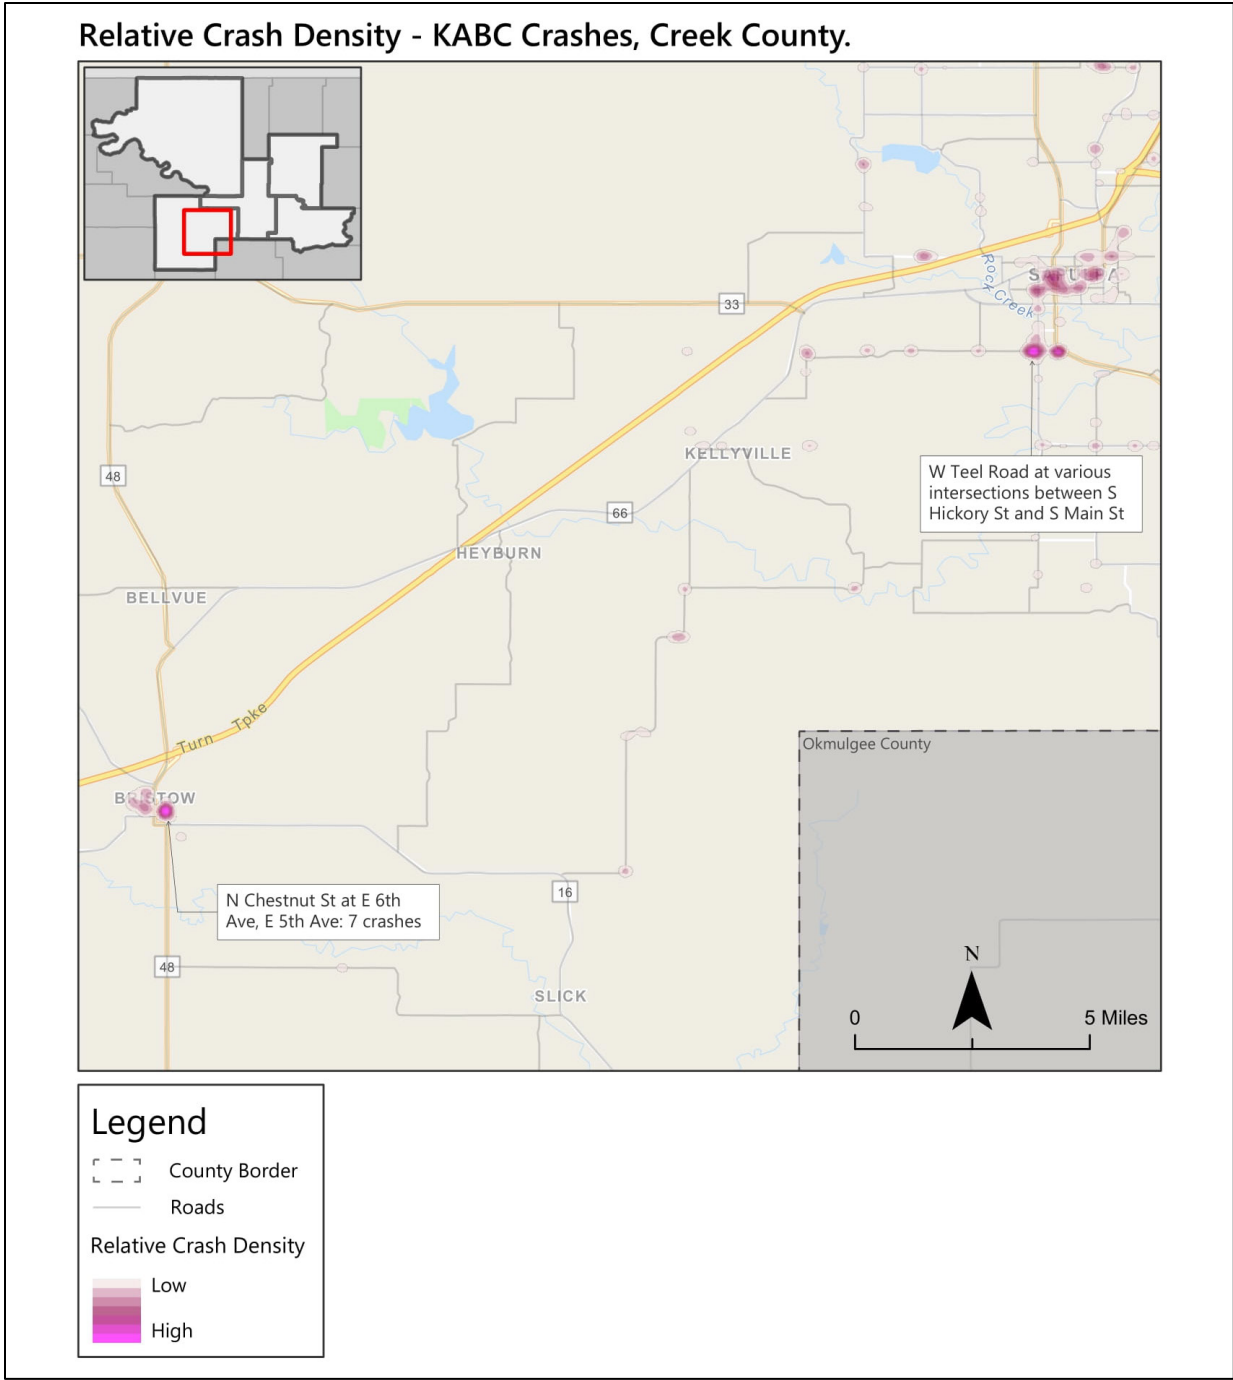 Relative Crash Density - KABC Crashes, Creek County.
33
Rock Creek
SAPULPA
48
KELLYVILLE
W Teel Road at various
intersections between S
Hickory St and S Main St
66
HEYBURN
BELLVUE
Turn Tpke
Okmulgee County
BRISTOW
N Chestnut St at E 6th
Ave, E 5th Ave: 7 crashes
16
48
SLICK
N
0 5 Miles
Legend
County Border
Roads
Relative Crash Density
Low
High